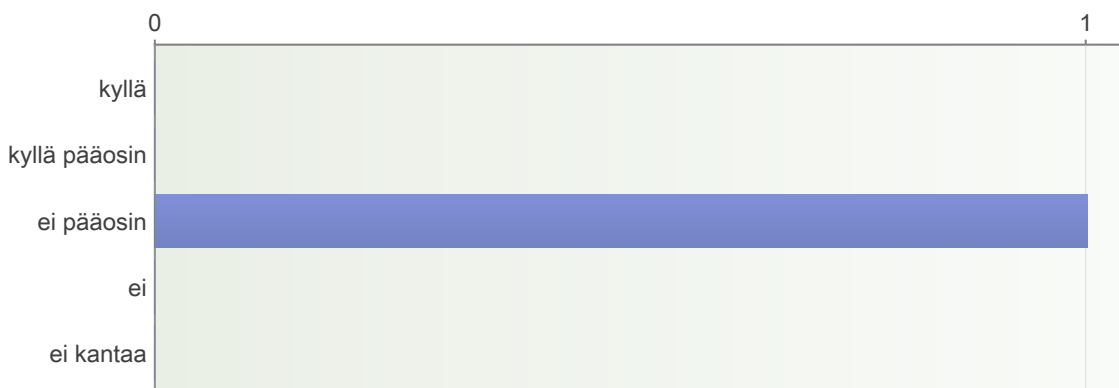 0 1
kyllä
kyllä pääosin
ei pääosin
ei
ei kantaa